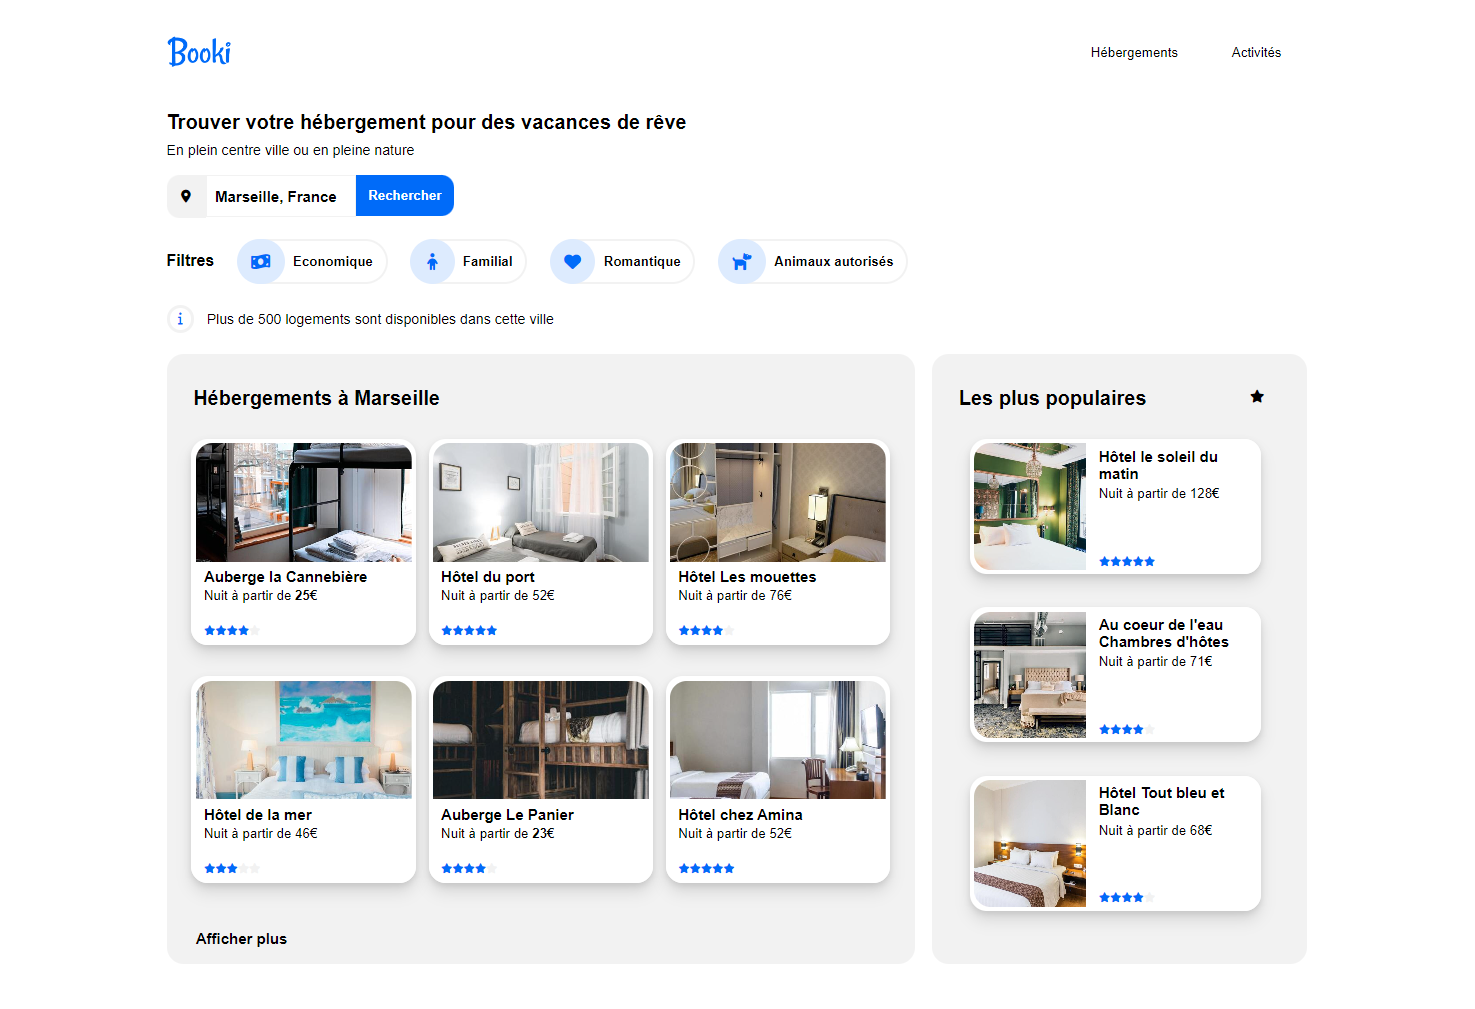 Booki
Hébergements
Activités
Trouver votre hébergement pour des vacances de rêve
En plein centre ville ou en pleine nature
Marseille, France
Rechercher
Filtres
Economique
Familial
Romantique
Animaux autorisés
Plus de 500 logements sont disponibles dans cette ville
Hébergements à Marseille
Auberge la Cannebière
Nuit à partir de 25€
Hôtel du port
Nuit à partir de 52€
Hôtel Les mouettes
Nuit à partir de 76€
Hôtel de la mer
Nuit à partir de 46€
Auberge Le Panier
Nuit à partir de 23€
Hôtel chez Amina
Nuit à partir de 52€
Afficher plus
Les plus populaires
Hôtel le soleil du
matin
Nuit à partir de 128€
Au coeur de l'eau
Chambres d'hôtes
Nuit à partir de 71€
Hôtel Tout bleu et
Blanc
Nuit à partir de 68€